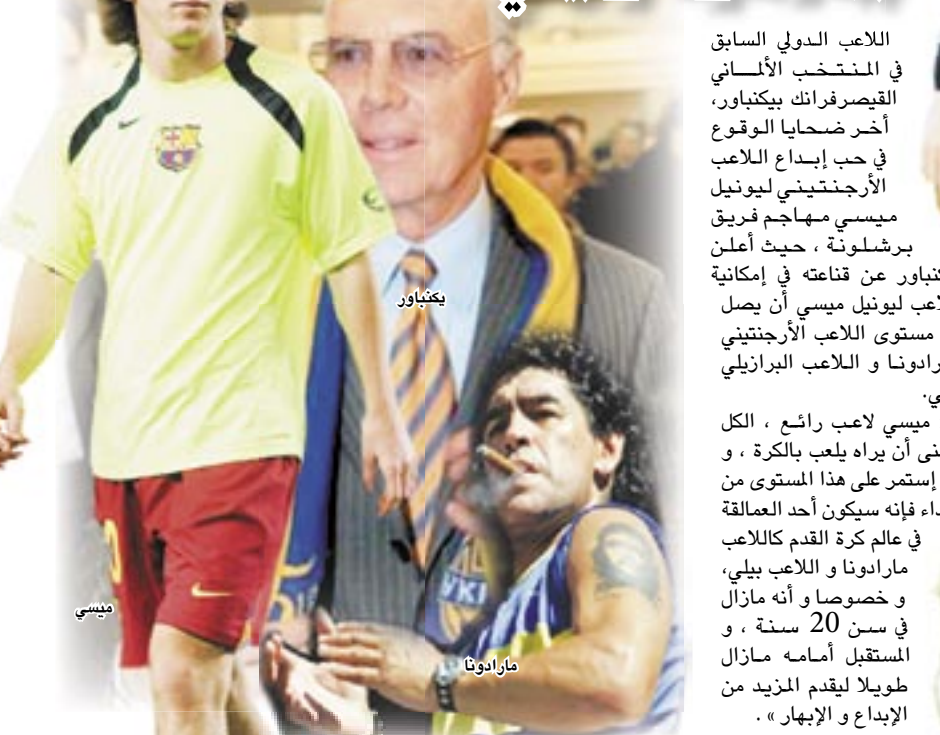 اللاعب الدولي السابق
في المنتخب الألماني
القيصرفرانك بيكنباور،
أخر ضحايا الوقوع
في حب إبداع اللاعب
الأرجنتيني ليونيل
ميسي مهاجم فريق
برشلونة ، حيث أعلن
عن قناعته في إمكانية
ليونيل ميسي أن يصل
مستوى اللاعب الأرجنتيني
و اللاعب البرازيلي
ميسي لاعب رائع ، الكل
أن يراه يلعب بالكرة ، و
إستمر على هذا المستوى من
فإنه سيكون أحد العمالقة
في عالم كرة القدم كاللاعب
مارادونا و اللاعب بيلي،
و خصوصا و أنه مازال
في سن 20 سنة ، و
المستقبل أمامه مازال
طويلا ليقدم المزيد من
الإبداع و الإبهار » .
يكنباور
ميسي
مارادونا